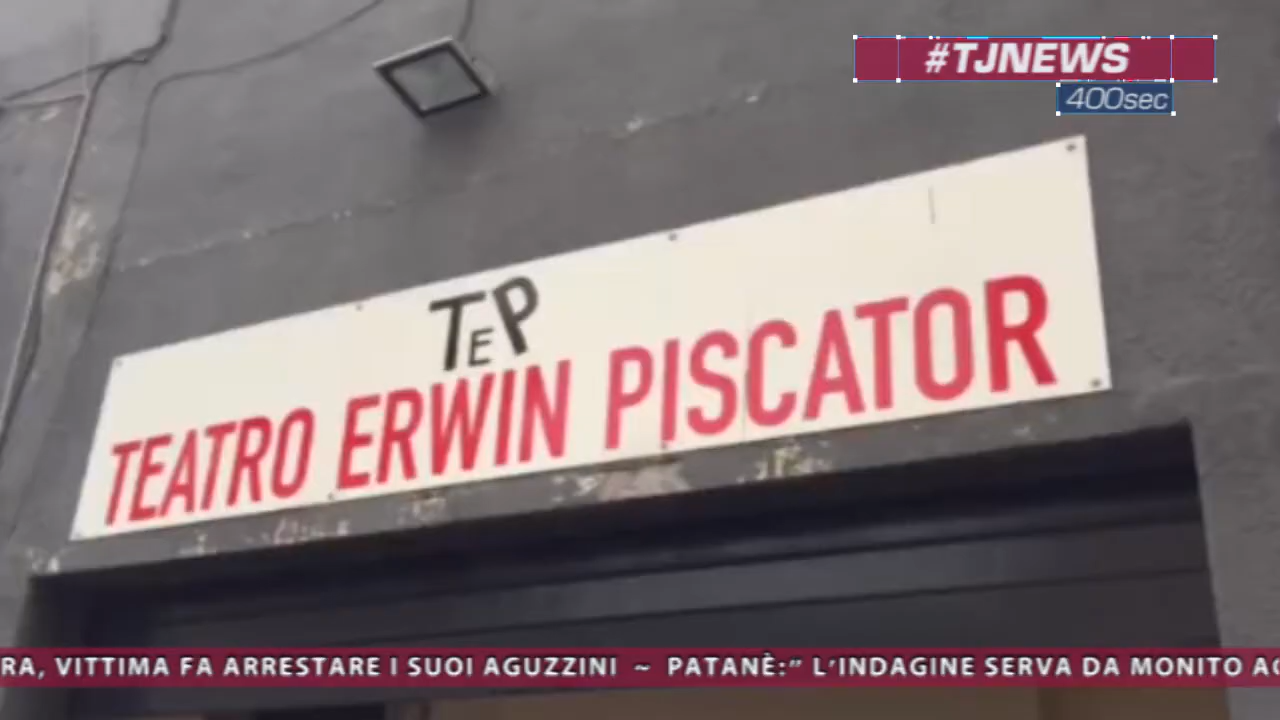 #TJNEWS
400sec
TEP
TEATRO ERWIN PISCATOR
RA, VITTIMA FA ARRESTARE I SUOI AGUZZINI ~ PATANÈ:” L’INDAGINE SERVA DA MONITO